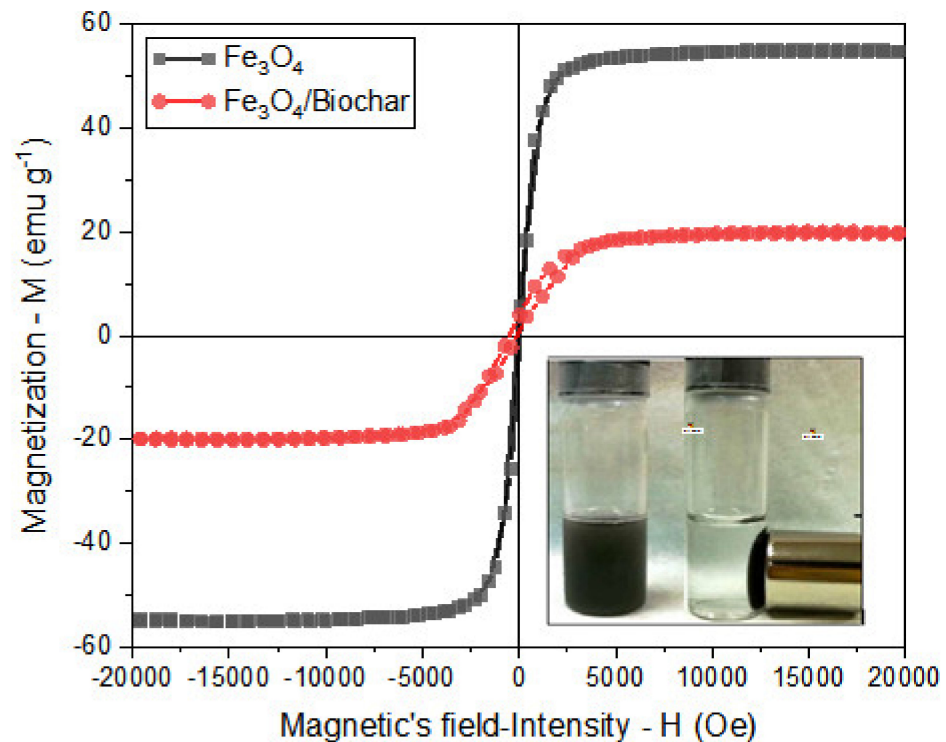 Fe₃O₄
Fe₃O₄/Biochar
60
40
20
0
-20
-40
-60
Magnetization - M (emu g⁻¹)
-20000 -15000 -10000 -5000 0 5000 10000 15000 20000
Magnetic's field-Intensity - H (Oe)